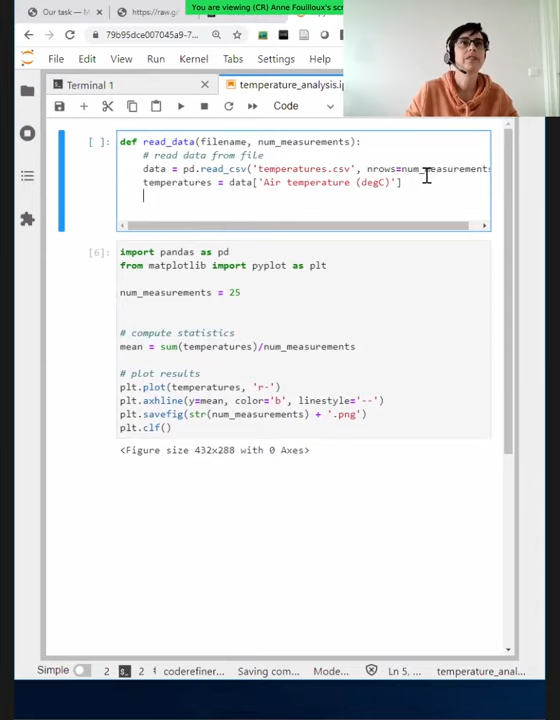 You are viewing (CR) Anne Fouilloux's scr
Our task — M
https://raw.g
79b95dce007045a9-7...
File Edit View Run Kernel Tabs Settings Help
Terminal 1
temperature_analysis.ip
Code
[ ]:
def read_data(filename, num_measurements):
# read data from file
data = pd.read_csv('temperatures.csv', nrows=num_measurements
temperatures = data['Air temperature (degC)']
[6]:
import pandas as pd
from matplotlib import pyplot as plt
num_measurements = 25
# compute statistics
mean = sum(temperatures)/num_measurements
# plot results
plt.plot(temperatures, 'r-')
plt.axhline(y=mean, color='b', linestyle='--')
plt.savefig(str(num_measurements) + '.png')
plt.clf()
<Figure size 432x288 with 0 Axes>
Simple 2 2 coderefiner... Saving com... Mode... Ln 5, ... temperature_anal...